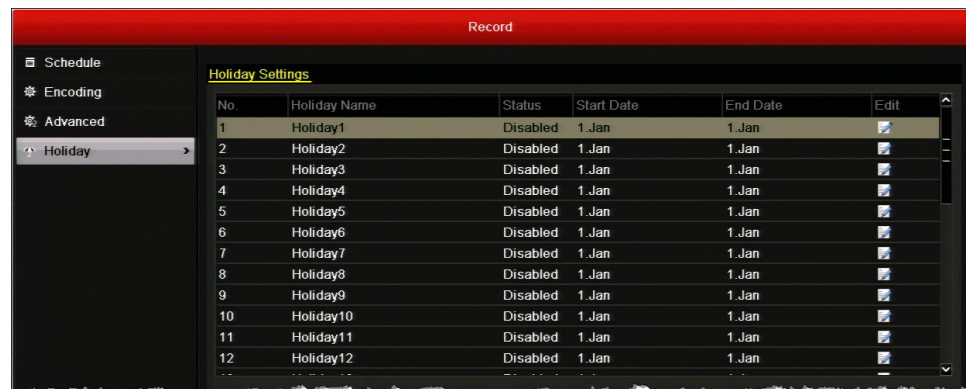 Record
Schedule
Encoding
Advanced
Holiday
Holiday Settings
No. Holiday Name Status Start Date End Date Edit
1 Holiday1 Disabled 1.Jan 1.Jan
2 Holiday2 Disabled 1.Jan 1.Jan
3 Holiday3 Disabled 1.Jan 1.Jan
4 Holiday4 Disabled 1.Jan 1.Jan
5 Holiday5 Disabled 1.Jan 1.Jan
6 Holiday6 Disabled 1.Jan 1.Jan
7 Holiday7 Disabled 1.Jan 1.Jan
8 Holiday8 Disabled 1.Jan 1.Jan
9 Holiday9 Disabled 1.Jan 1.Jan
10 Holiday10 Disabled 1.Jan 1.Jan
11 Holiday11 Disabled 1.Jan 1.Jan
12 Holiday12 Disabled 1.Jan 1.Jan